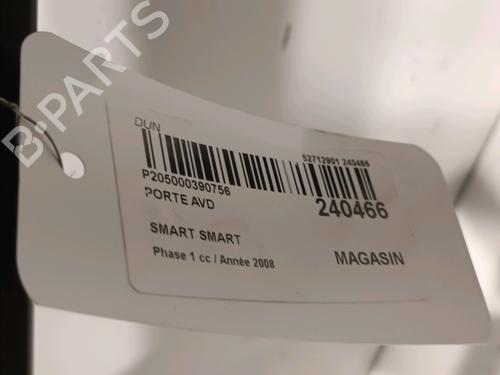 B-PARTS
DUN
52712901 240466
P205000390756
PORTE AVD
240466
SMART SMART
Phase 1 cc / Année 2008
MAGASIN